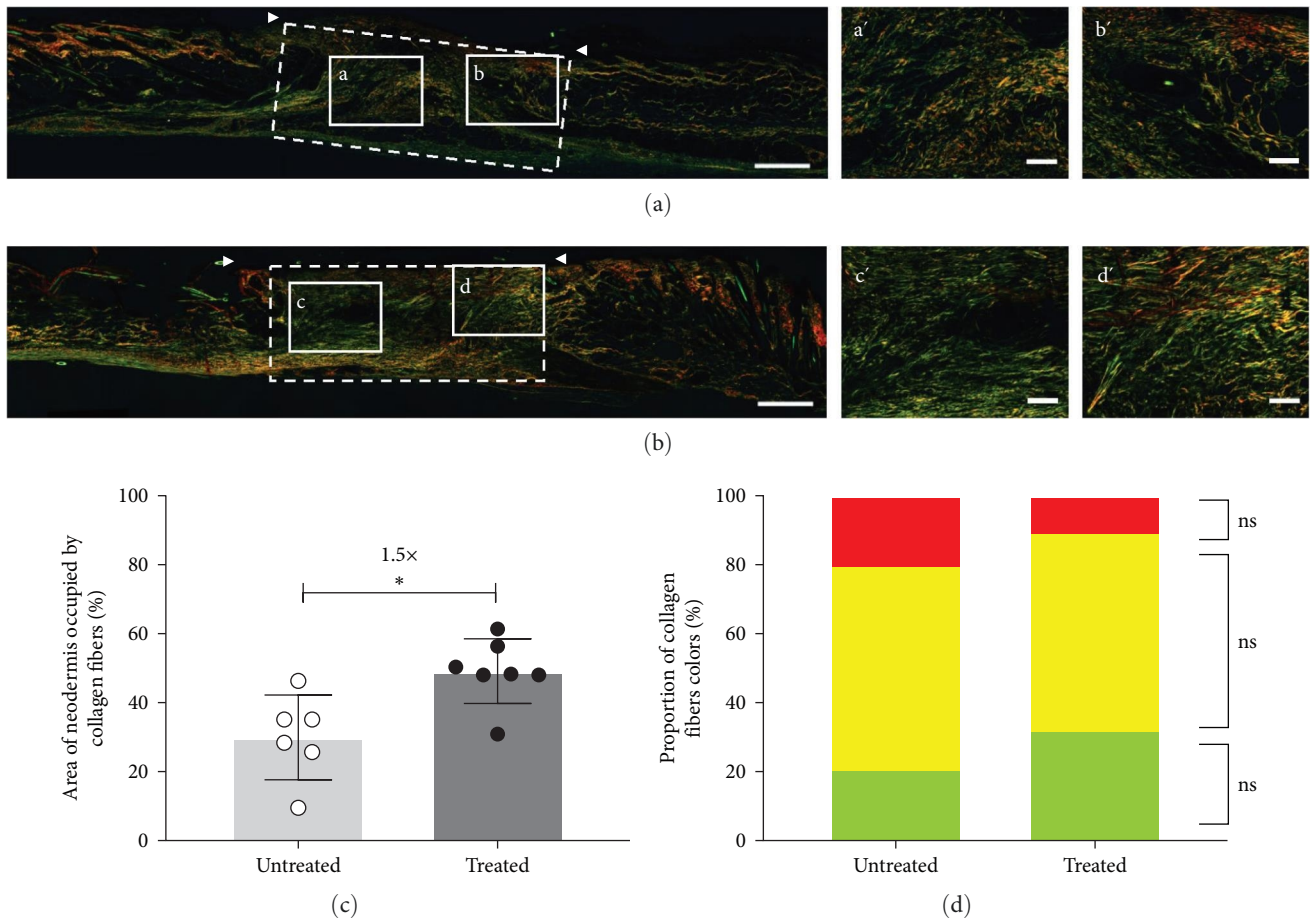 a
b
a′
b′
(a)
c
d
c′
d′
(b)
Area of neodermis occupied by
collagen fibers (%)
100
80
60
40
20
0
1.5×
*
Untreated
Treated
(c)
Proportion of collagen
fibers colors (%)
100
80
60
40
20
0
ns
ns
ns
Untreated
Treated
(d)